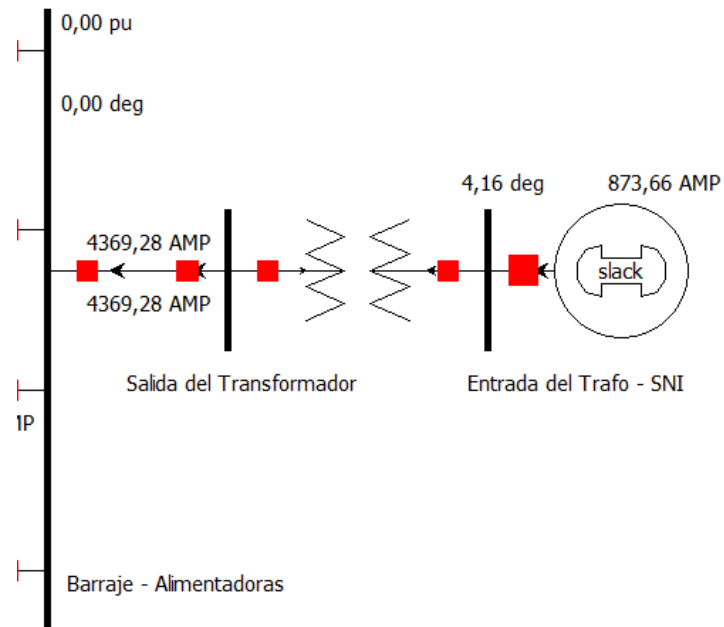 0,00 pu
0,00 deg
4,16 deg
873,66 AMP
4369,28 AMP
slack
4369,28 AMP
Salida del Transformador
Entrada del Trafo - SNI
Barraje - Alimentadoras